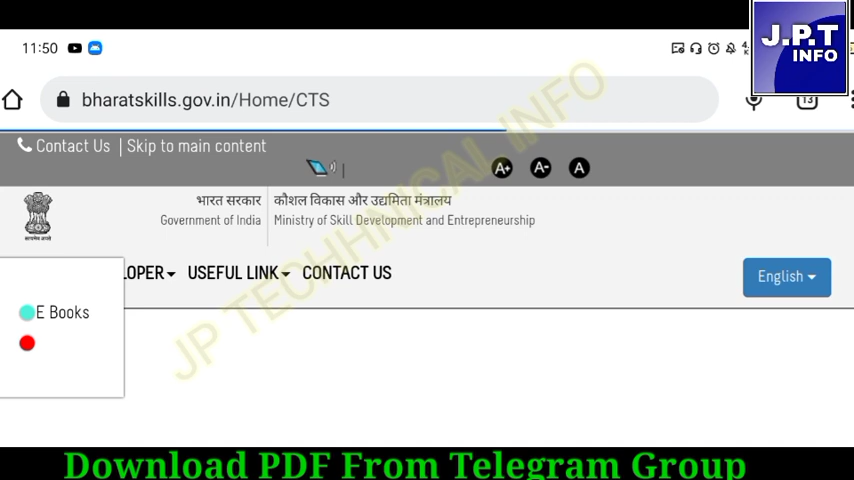 J.P.T
INFO
11:50
bharatskills.gov.in/Home/CTS
13
Contact Us | Skip to main content
A+ A- A
भारत सरकार
Government of India
कौशल विकास और उद्यमिता मंत्रालय
Ministry of Skill Development and Entrepreneurship
LOPER USEFUL LINK CONTACT US
English
E Books
JP TECHHNICAL INFO
Download PDF From Telegram Group